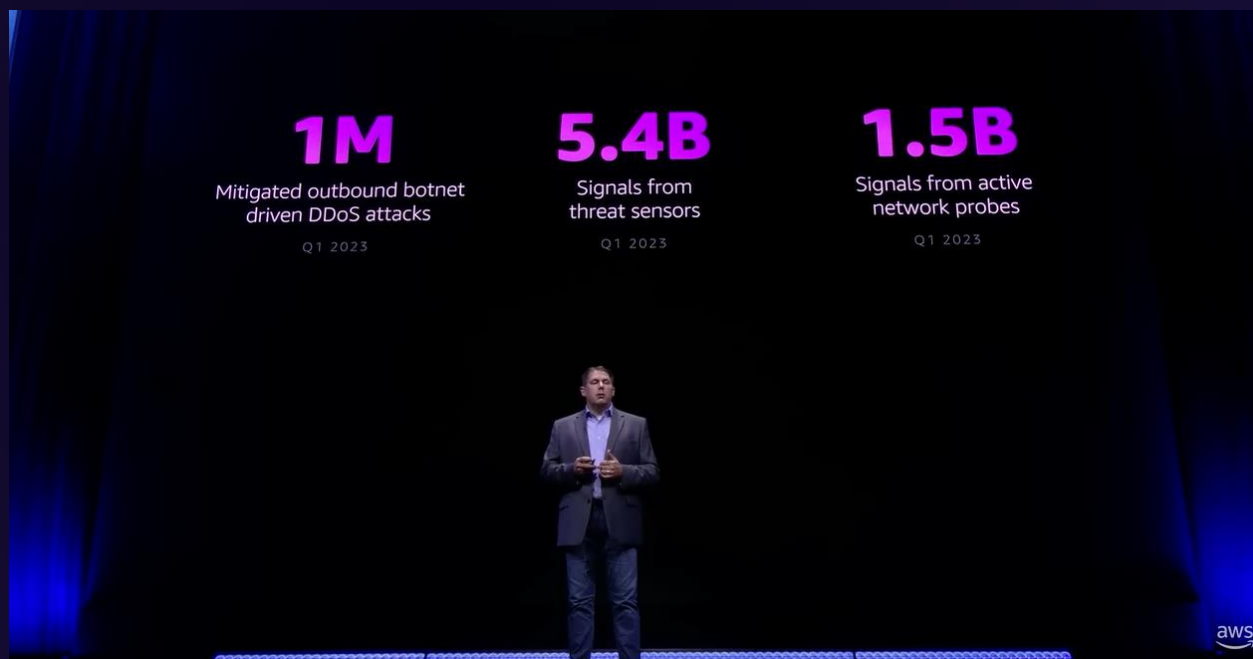 1M
Mitigated outbound botnet
driven DDoS attacks
Q1 2023
5.4B
Signals from
threat sensors
Q1 2023
1.5B
Signals from active
network probes
Q1 2023
aws